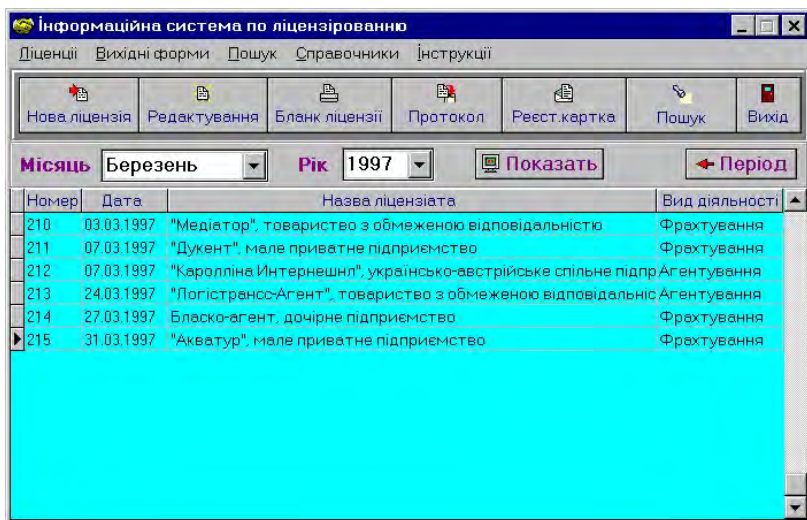 Інформаційна система по ліцензірованню
Ліцензії Вихідні форми Пошук Справочники Інструкції
Нова ліцензія Редактування Бланк ліцензії Протокол Реєст.картка Пошук Вихід
Місяць Березень Рік 1997 Показать Період
Номер Дата Назва ліцензіата Вид діяльності
210 03.03.1997 "Медіатор", товариство з обмеженою відповідальністю Фрахтування
211 07.03.1997 "Дукент", мале приватне підприємство Фрахтування
212 07.03.1997 "Каролліна Интернешнл", українсько-австрійське спільне підпр Агентування
213 24.03.1997 "Логістрансс-Агент", товариство з обмеженою відповідальніс Агентування
214 27.03.1997 Бласко-агент, дочірне підприємство Фрахтування
215 31.03.1997 "Акватур", мале приватне підприємство Фрахтування